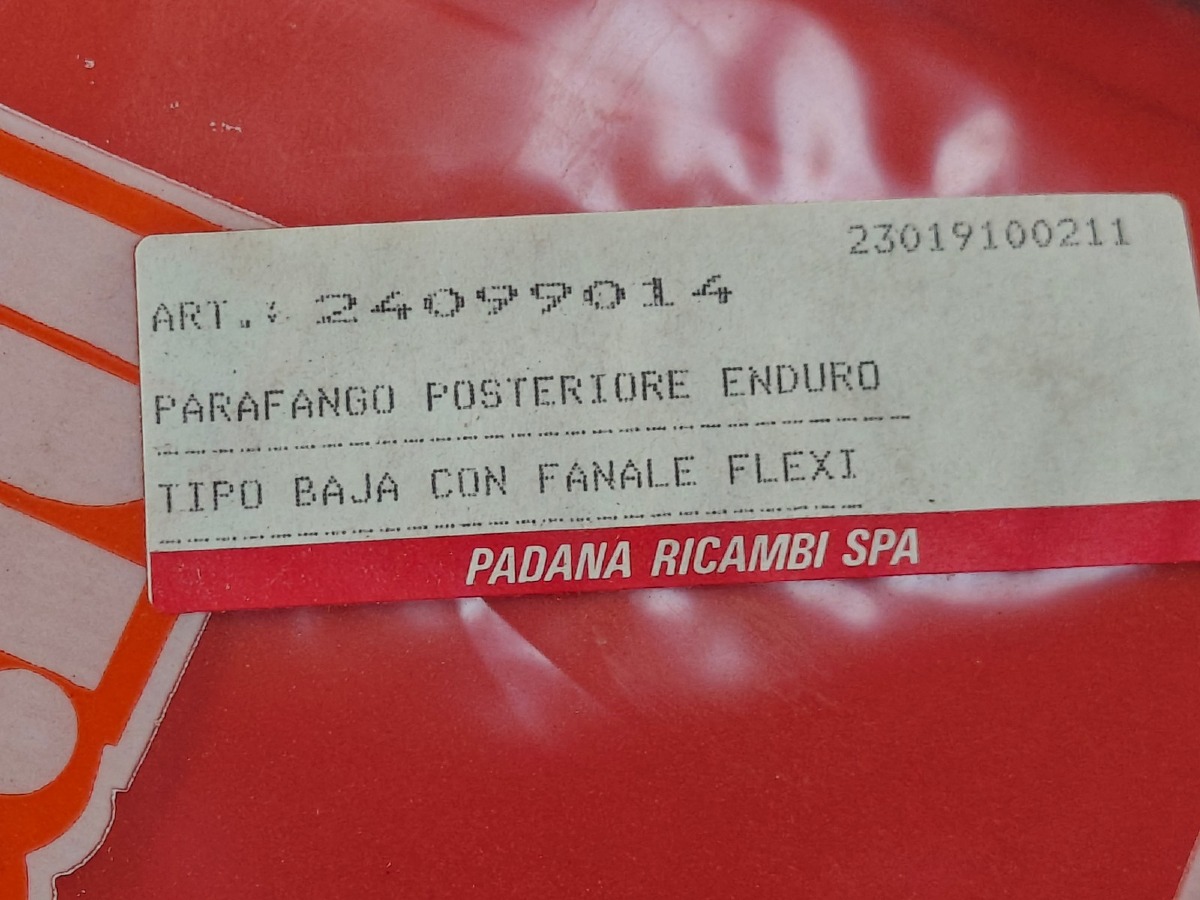 23019100211
ART.: 24099014
PARAFANGO POSTERIORE ENDURO
TIPO BAJA CON FANALE FLEXI
PADANA RICAMBI SPA